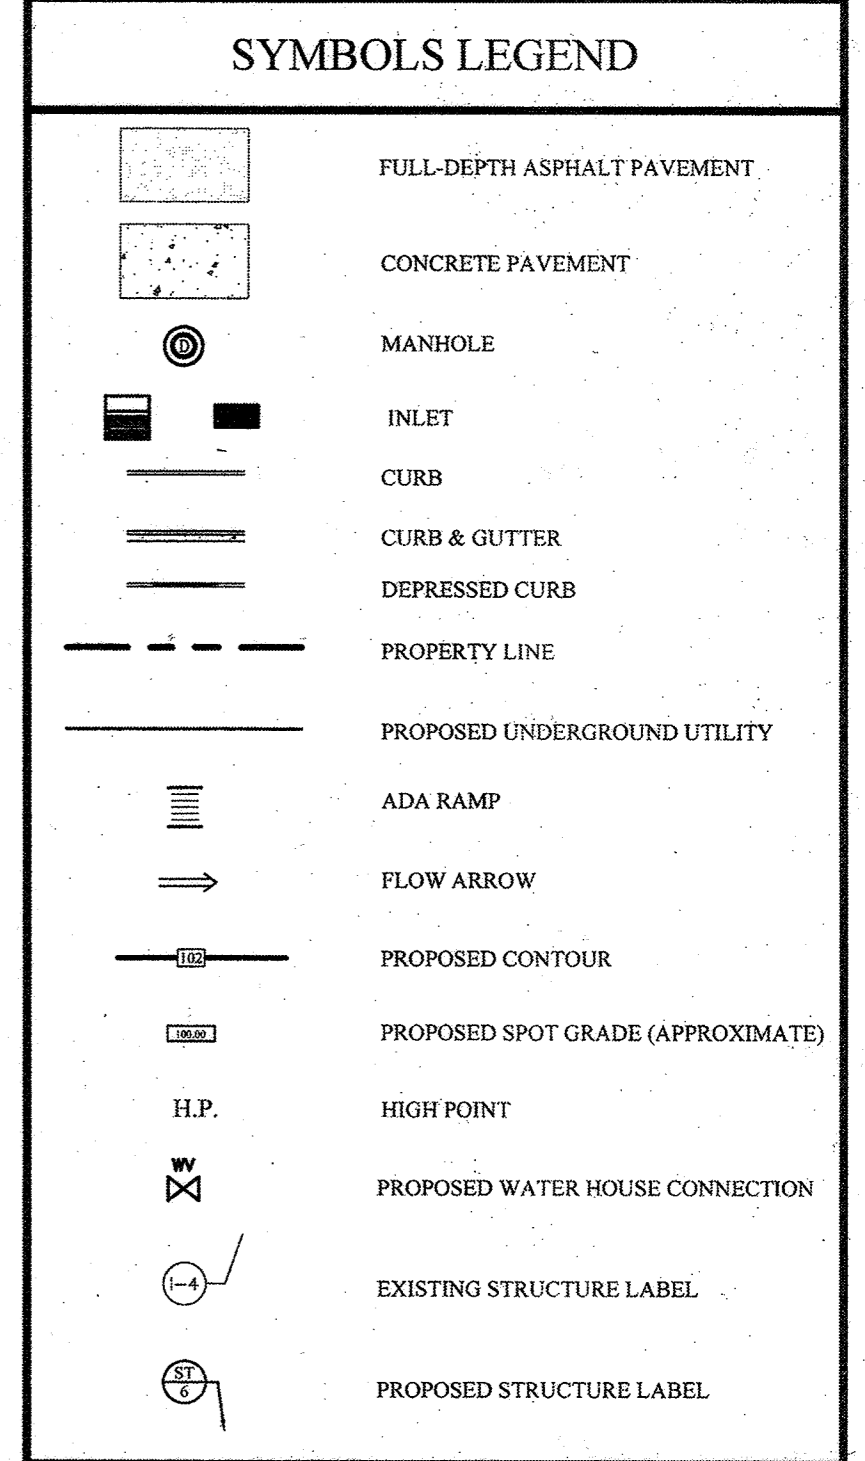 SYMBOLS LEGEND
FULL-DEPTH ASPHALT PAVEMENT
CONCRETE PAVEMENT
D MANHOLE
INLET
CURB
CURB & GUTTER
DEPRESSED CURB
PROPERTY LINE
PROPOSED UNDERGROUND UTILITY
ADA RAMP
FLOW ARROW
102 PROPOSED CONTOUR
100.00 PROPOSED SPOT GRADE (APPROXIMATE)
H.P. HIGH POINT
WV
PROPOSED WATER HOUSE CONNECTION
I-4 EXISTING STRUCTURE LABEL
ST
6 PROPOSED STRUCTURE LABEL